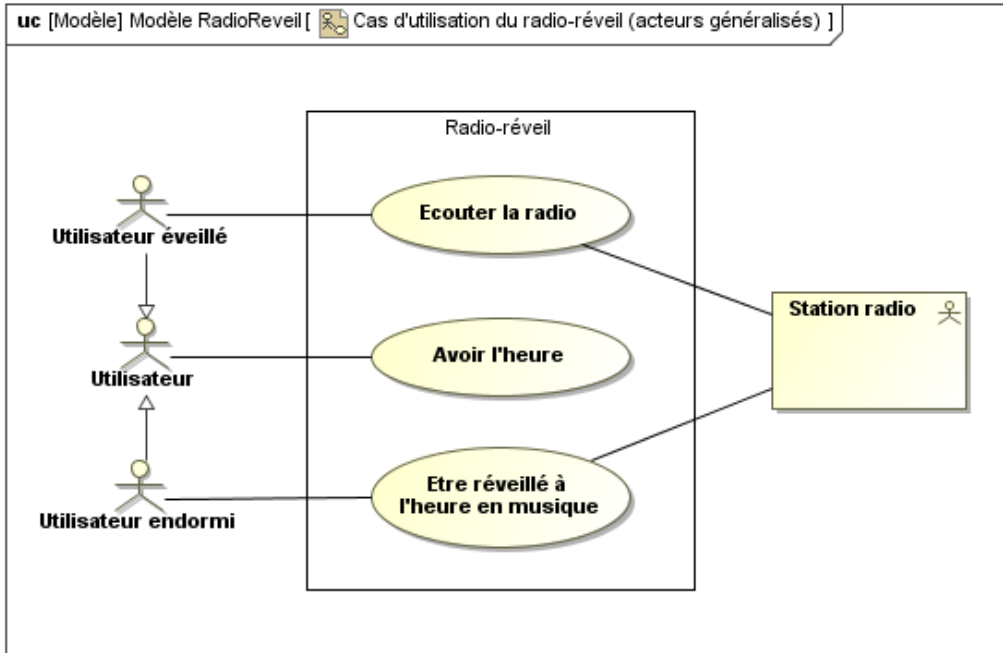 uc [Modèle] Modèle RadioReveil [ Cas d'utilisation du radio-réveil (acteurs généralisés) ]
Radio-réveil
Utilisateur éveillé
Ecouter la radio
Station radio
Utilisateur
Avoir l'heure
Utilisateur endormi
Etre réveillé à
l'heure en musique